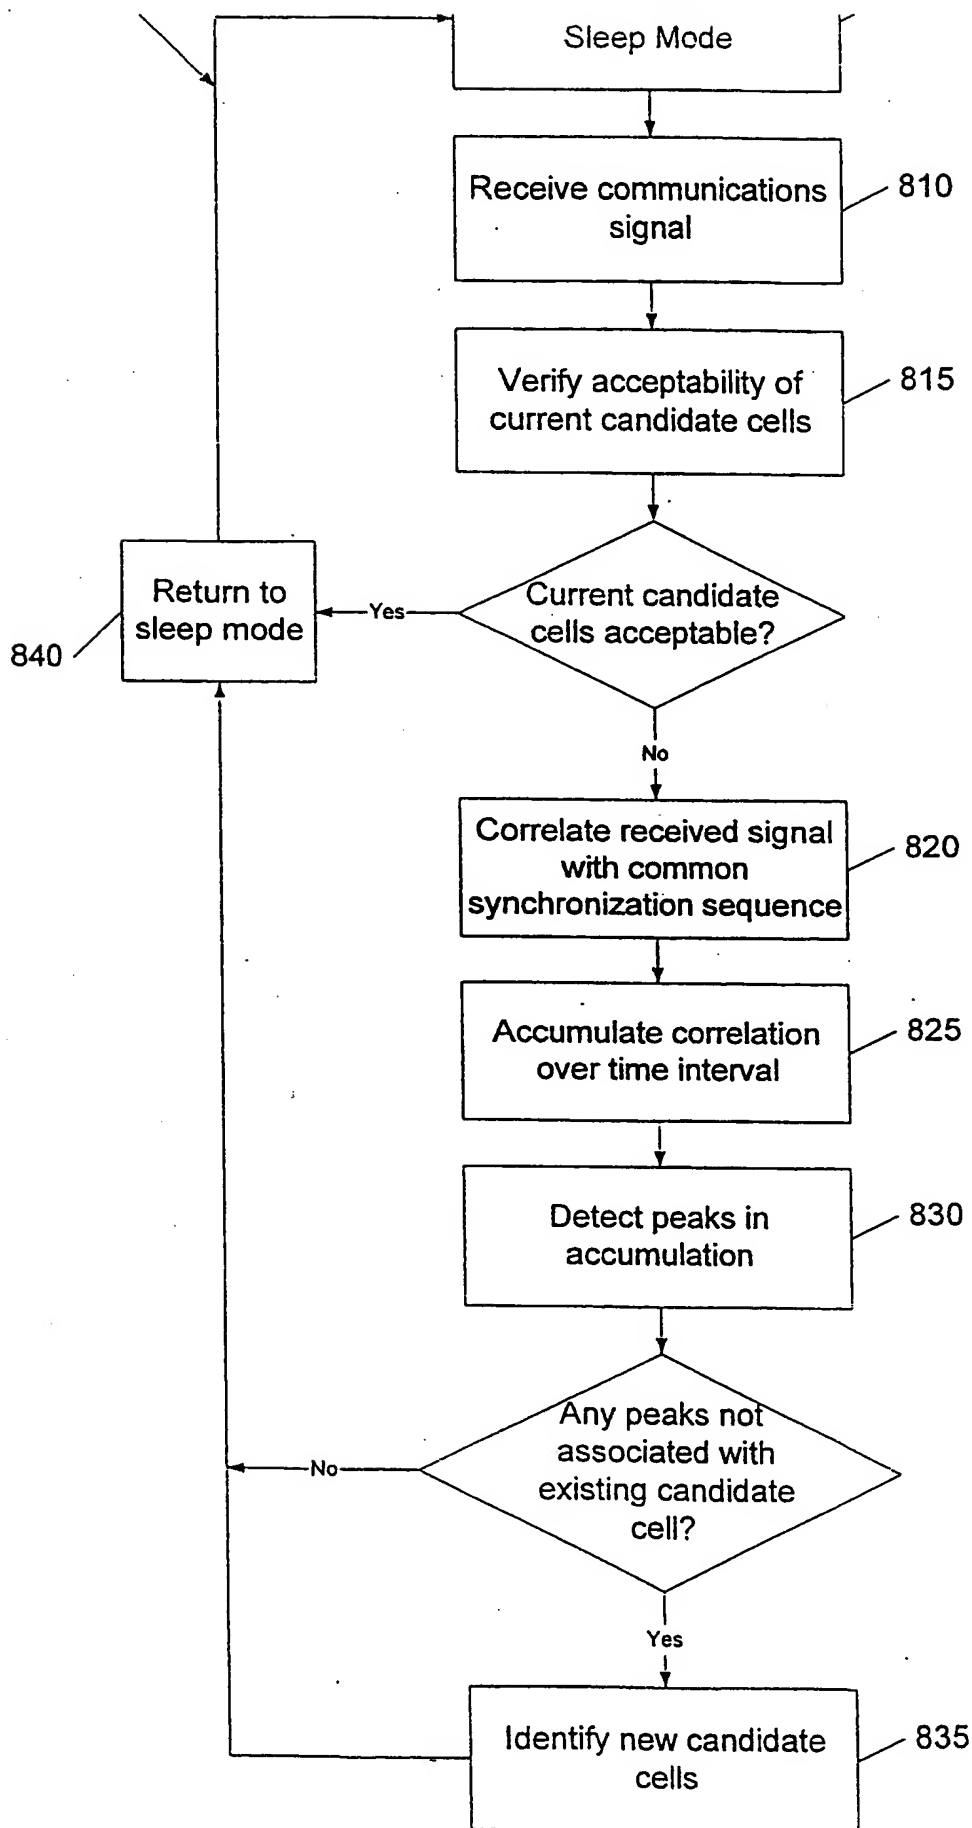 Sleep Mode
Receive communications
signal
810
Verify acceptability of
current candidate cells
815
Current candidate
cells acceptable?
Yes
Return to
sleep mode
840
No
Correlate received signal
with common
synchronization sequence
820
Accumulate correlation
over time interval
825
Detect peaks in
accumulation
830
Any peaks not
associated with
existing candidate
cell?
No
Yes
Identify new candidate
cells
835